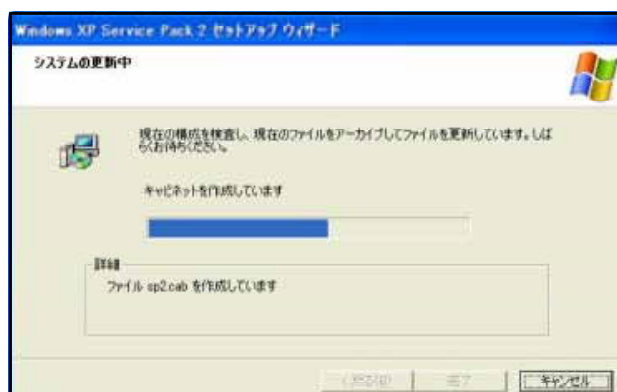 Windows XP Service Pack 2 セットアップ ウィザード
システムの更新中
現在の構成を検査し、現在のファイルをアーカイブしてファイルを更新しています。しば
らくお待ちください。
キャビネットを作成しています
詳細
ファイル sp2.cab を作成しています
< 戻る(B)
完了
キャンセル